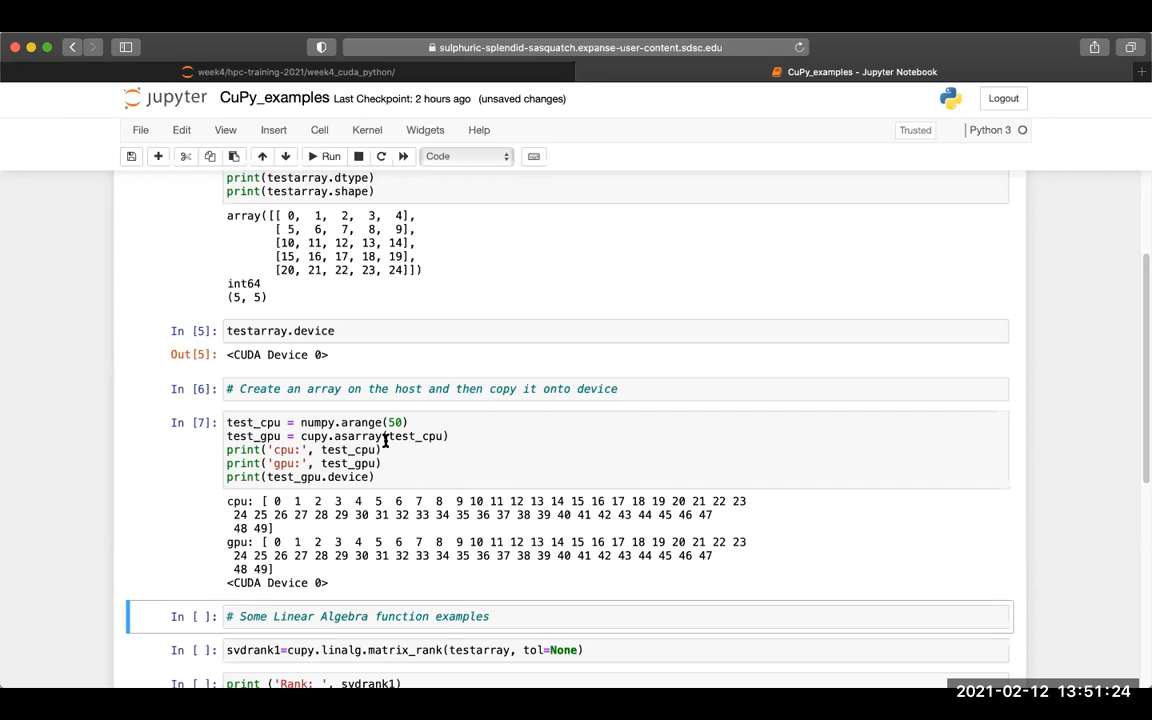 sulphuric-splendid-sasquatch.expanse-user-content.sdsc.edu
week4/hpc-training-2021/week4_cuda_python/
CuPy_examples - Jupyter Notebook
jupyter CuPy_examples Last Checkpoint: 2 hours ago (unsaved changes)
Logout
File Edit View Insert Cell Kernel Widgets Help
Trusted
Python 3
Run
Code
print(testarray.dtype)
print(testarray.shape)
array([[ 0, 1, 2, 3, 4],
[ 5, 6, 7, 8, 9],
[10, 11, 12, 13, 14],
[15, 16, 17, 18, 19],
[20, 21, 22, 23, 24]])
int64
(5, 5)
In [5]: testarray.device
Out[5]: <CUDA Device 0>
In [6]: # Create an array on the host and then copy it onto device
In [7]: test_cpu = numpy.arange(50)
test_gpu = cupy.asarray(test_cpu)
print('cpu:', test_cpu)
print('gpu:', test_gpu)
print(test_gpu.device)
cpu: [ 0 1 2 3 4 5 6 7 8 9 10 11 12 13 14 15 16 17 18 19 20 21 22 23
24 25 26 27 28 29 30 31 32 33 34 35 36 37 38 39 40 41 42 43 44 45 46 47
48 49]
gpu: [ 0 1 2 3 4 5 6 7 8 9 10 11 12 13 14 15 16 17 18 19 20 21 22 23
24 25 26 27 28 29 30 31 32 33 34 35 36 37 38 39 40 41 42 43 44 45 46 47
48 49]
<CUDA Device 0>
In [ ]: # Some Linear Algebra function examples
In [ ]: svdrank1=cupy.linalg.matrix_rank(testarray, tol=None)
In [ ]: print ('Rank: ', svdrank1)
2021-02-12 13:51:24